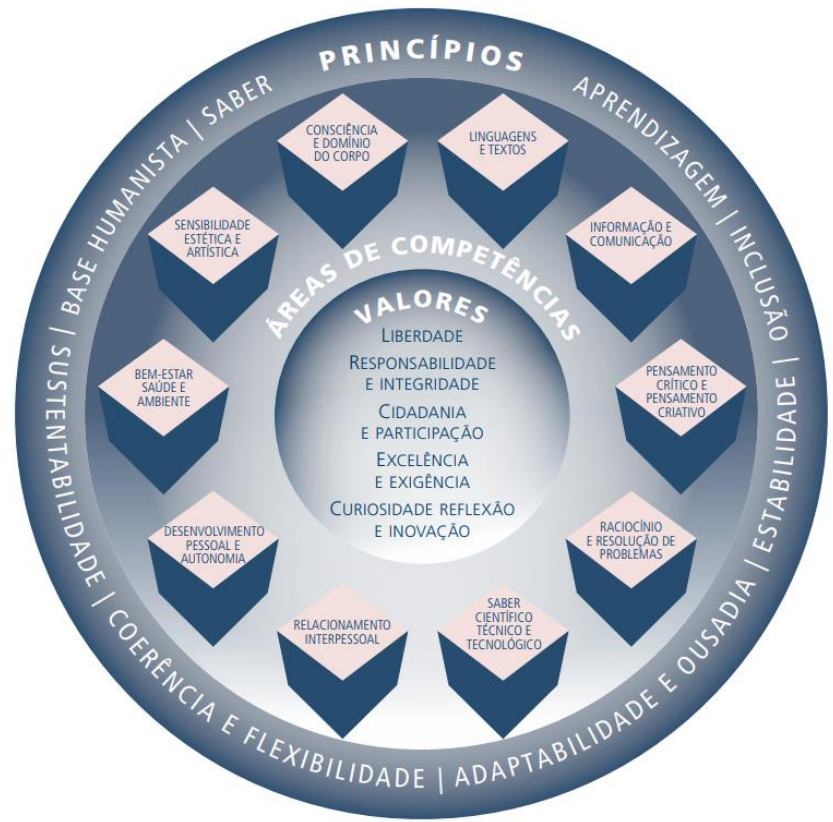 PRINCÍPIOS
APRENDIZAGEM | INCLUSÃO | ESTABILIDADE | ADAPTABILIDADE E OUSADIA | COERÊNCIA E FLEXIBILIDADE | SUSTENTABILIDADE | BASE HUMANISTA | SABER
CONSCIÊNCIA
E DOMÍNIO
DO CORPO
LINGUAGENS
E TEXTOS
SENSIBILIDADE
ESTÉTICA E
ARTÍSTICA
INFORMAÇÃO E
COMUNICAÇÃO
BEM-ESTAR
SAÚDE E
AMBIENTE
PENSAMENTO
CRÍTICO E
PENSAMENTO
CRIATIVO
DESENVOLVIMENTO
PESSOAL E
AUTONOMIA
RACIOCÍNIO
E RESOLUÇÃO DE
PROBLEMAS
RELACIONAMENTO
INTERPESSOAL
SABER
CIENTÍFICO
TÉCNICO E
TECNOLÓGICO
ÁREAS DE COMPETÊNCIAS
VALORES
LIBERDADE
RESPONSABILIDADE
E INTEGRIDADE
CIDADANIA
E PARTICIPAÇÃO
EXCELÊNCIA
E EXIGÊNCIA
CURIOSIDADE REFLEXÃO
E INOVAÇÃO